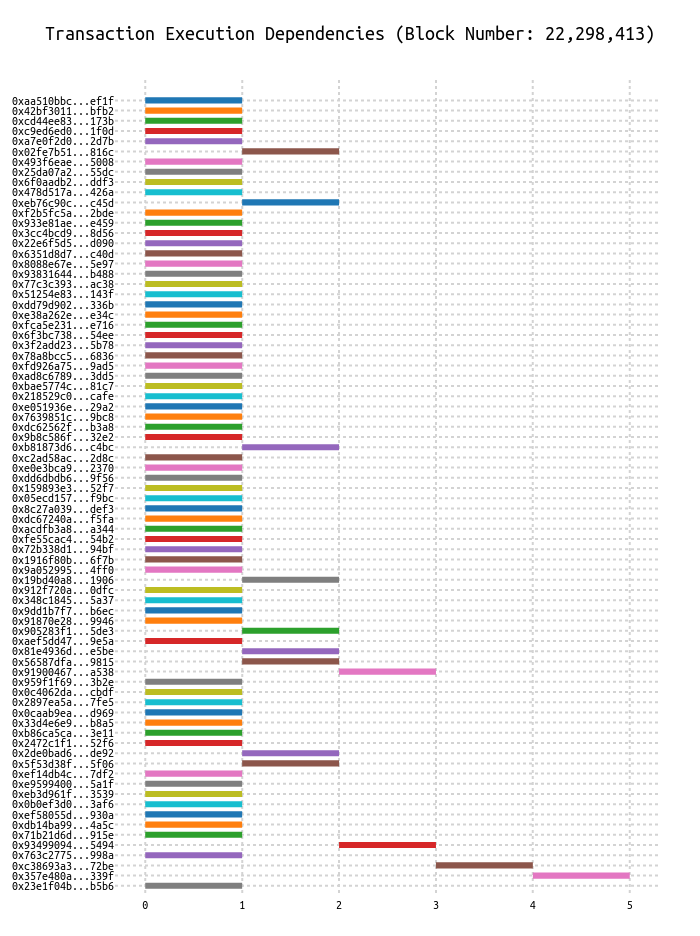 Transaction Execution Dependencies (Block Number: 22,298,413)
0xaa510bbc...ef1f
0x42bf3011...bfb2
0xcd44ee83...173b
0xc9ed6ed0...1f0d
0xa7e0f2d0...2d7b
0x02fe7b51...816c
0x493f6eae...5008
0x25da07a2...55dc
0x6f0aadb2...ddf3
0x478d517a...426a
0xeb76c90c...c45d
0xf2b5fc5a...2bde
0x933e81ae...e459
0x3cc4bcd9...8d56
0x22e6f5d5...d090
0x6351d8d7...c40d
0x8088e67e...5e97
0x93831644...b488
0x77c3c393...ac38
0x51254e83...143f
0xdd79d902...336b
0xe38a262e...e34c
0xfca5e231...e716
0x6f3bc738...54ee
0x3f2add23...5b78
0x78a8bcc5...6836
0xfd926a75...9ad5
0xad8c6789...3dd5
0xbae5774c...81c7
0x218529c0...cafe
0xe051936e...29a2
0x7639851c...9bc8
0xdc62562f...b3a8
0x9b8c586f...32e2
0xb81873d6...c4bc
0xc2ad58ac...2d8c
0xe0e3bca9...2370
0xdd6dbdb6...9f56
0x159893e3...52f7
0x05ecd157...f9bc
0x8c27a039...def3
0xdc67240a...f5fa
0xacdfb3a8...a344
0xfe55cac4...54b2
0x72b338d1...94bf
0x1916f80b...6f7b
0x9a052995...4ff0
0x19bd40a8...1906
0x912f720a...0dfc
0x348c1845...5a37
0x9dd1b7f7...b6ec
0x91870e28...9946
0x905283f1...5de3
0xaef5dd47...9e5a
0x81e4936d...e5be
0x56587dfa...9815
0x91900467...a538
0x959f1f69...3b2e
0x0c4062da...cbdf
0x2897ea5a...7fe5
0x0caab9ea...d969
0x33d4e6e9...b8a5
0xb86ca5ca...3e11
0x2472c1f1...52f6
0x2de0bad6...de92
0x5f53d38f...5f06
0xef14db4c...7df2
0xe9599400...5a1f
0xeb3d961f...3539
0x0b0ef3d0...3af6
0xef58055d...930a
0xdb14ba99...4a5c
0x71b21d6d...915e
0x93499094...5494
0x763c2775...998a
0xc38693a3...72be
0x357e480a...339f
0x23e1f04b...b5b6
0 1 2 3 4 5